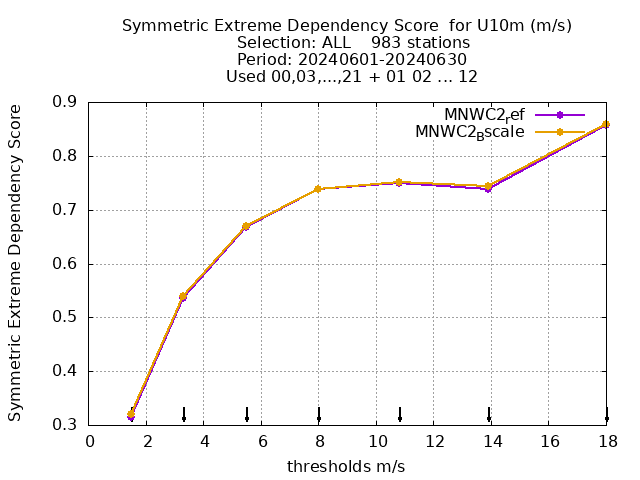 Symmetric Extreme Dependency Score  for U10m (m/s)
Selection: ALL    983 stations
Period: 20240601-20240630
Used 00,03,...,21 + 01 02 ... 12
Symmetric Extreme Dependency Score
0.9
0.8
0.7
0.6
0.5
0.4
0.3
MNWC2ref
MNWC2Bscale
0 2 4 6 8 10 12 14 16 18
thresholds m/s